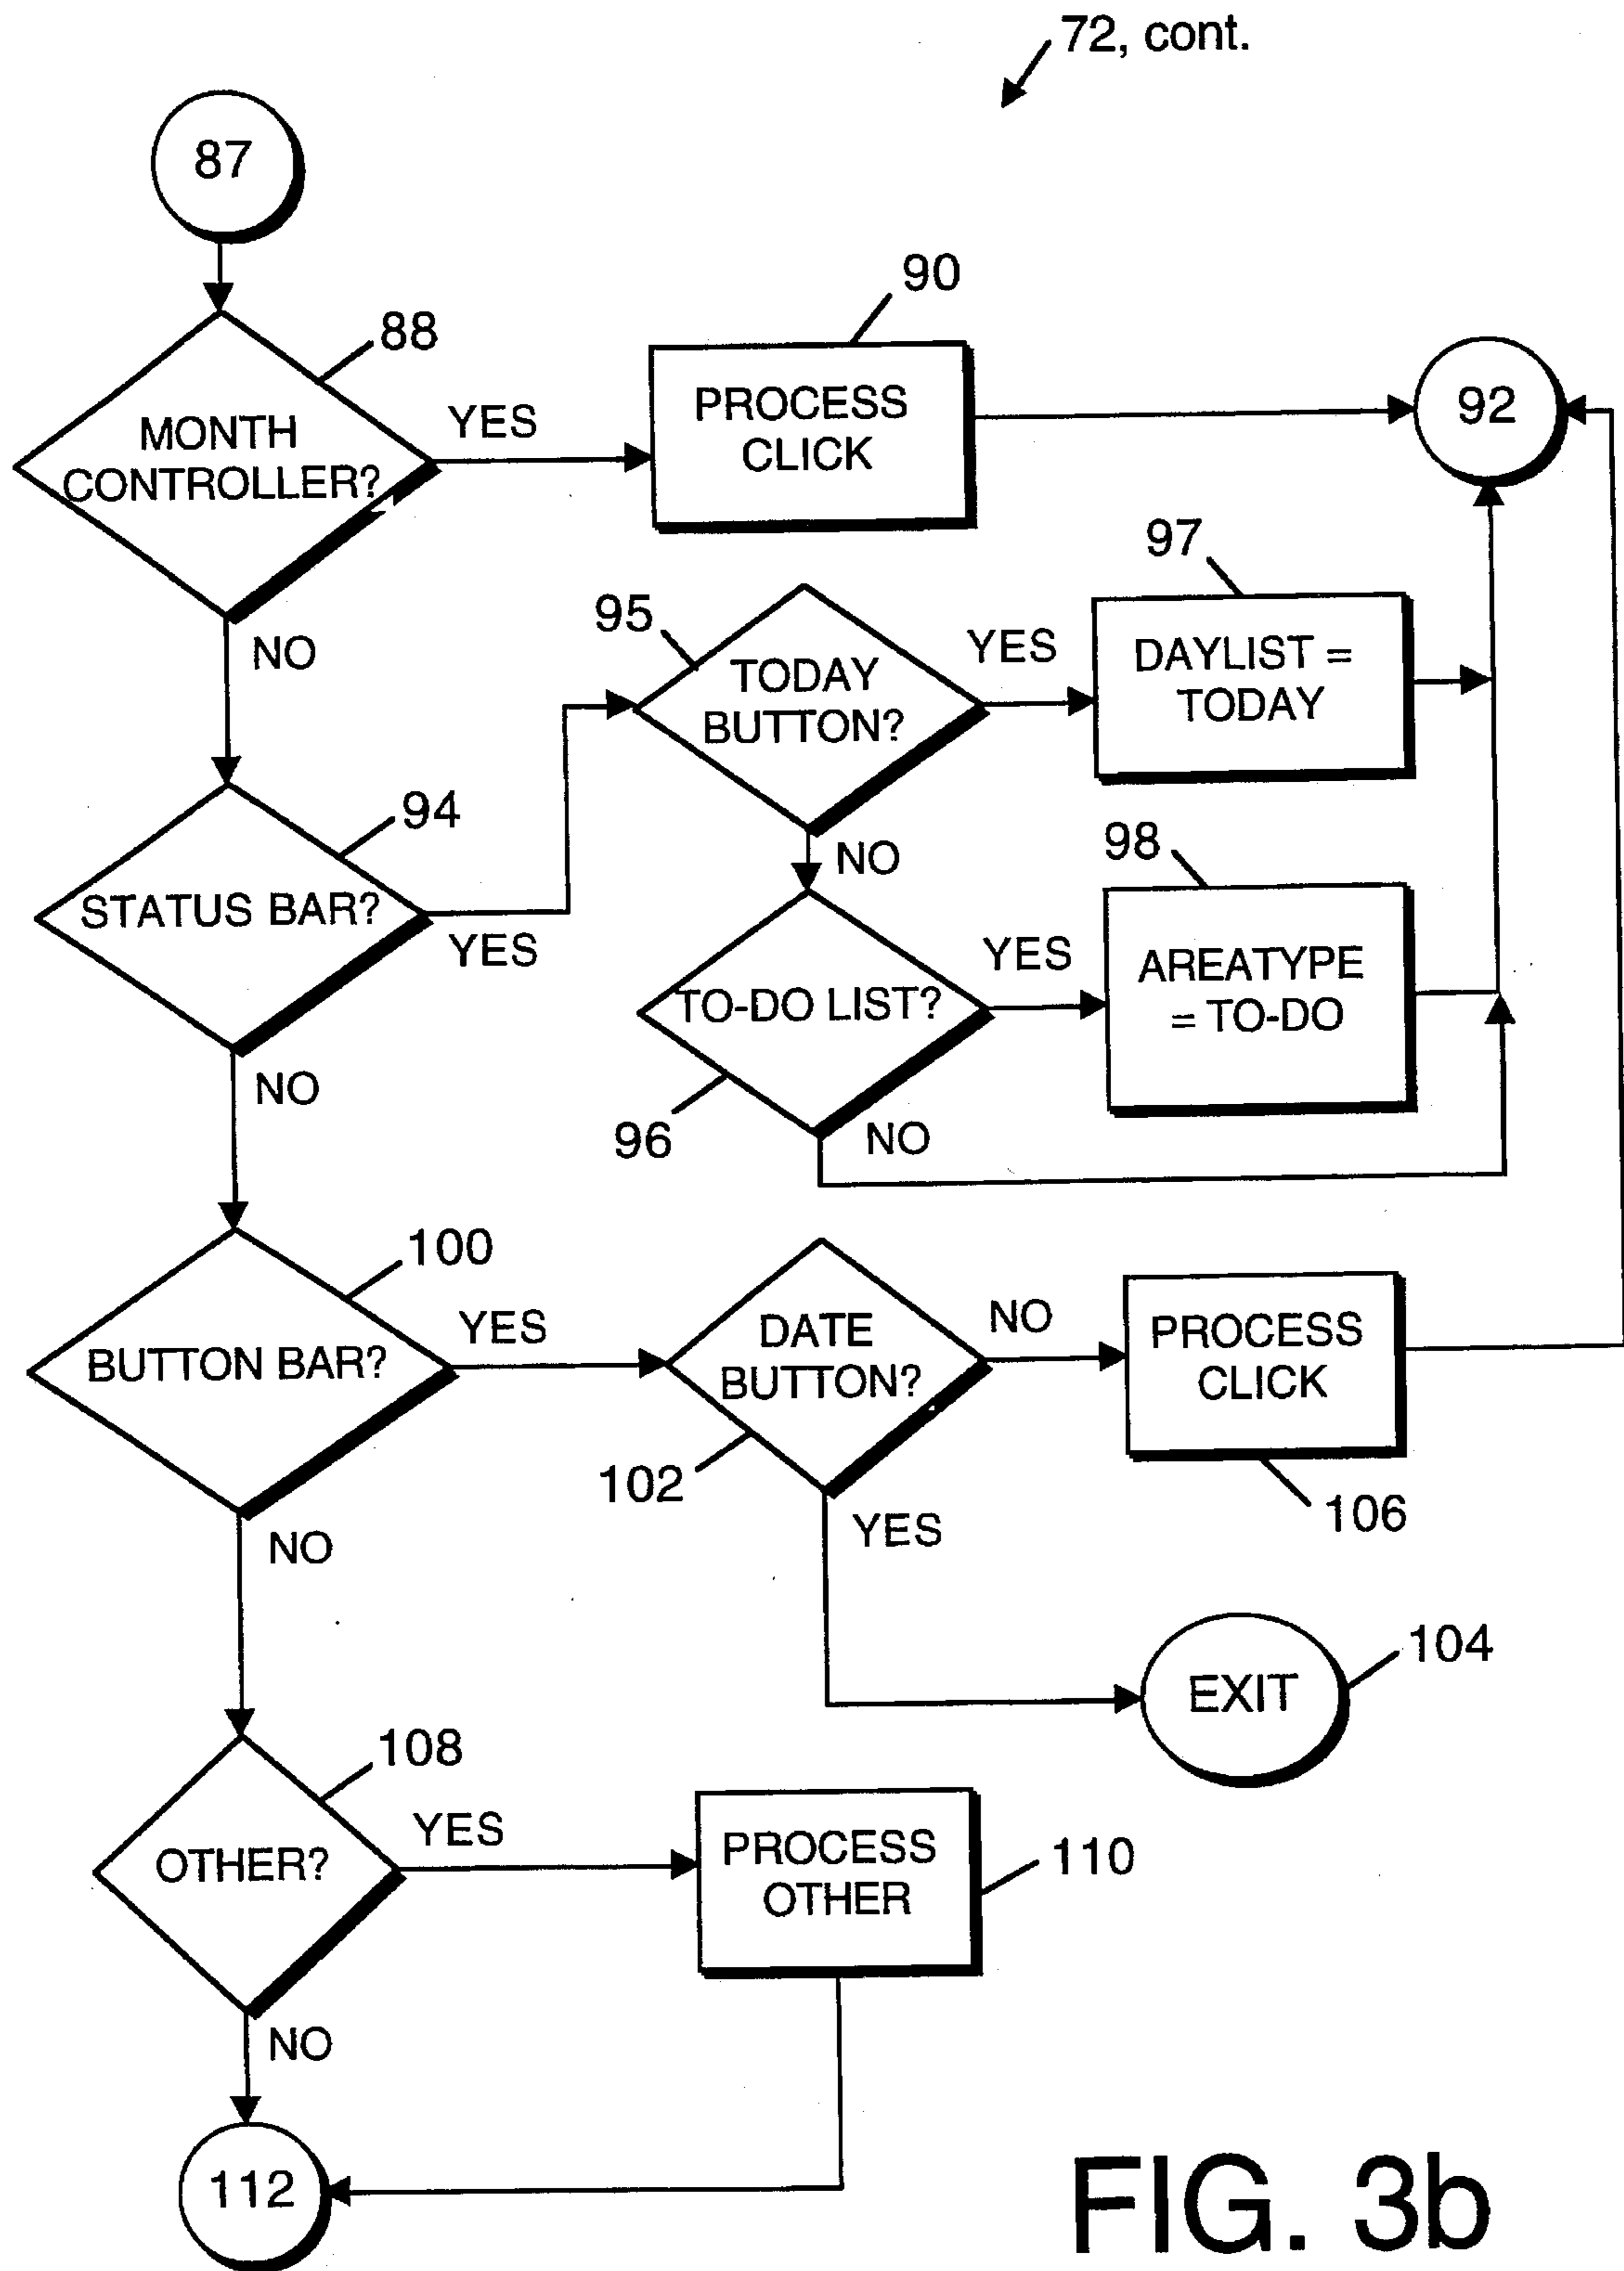 72, cont.
87
90
88
MONTH
CONTROLLER?
YES
PROCESS
CLICK
92
NO
97
95
TODAY
BUTTON?
YES
DAYLIST =
TODAY
94
STATUS BAR?
YES
NO
98
TO-DO LIST?
YES
AREATYPE
= TO-DO
96
NO
NO
100
BUTTON BAR?
YES
DATE
BUTTON?
NO
PROCESS
CLICK
102
106
YES
NO
EXIT
104
108
OTHER?
YES
PROCESS
OTHER
110
NO
112
FIG. 3b